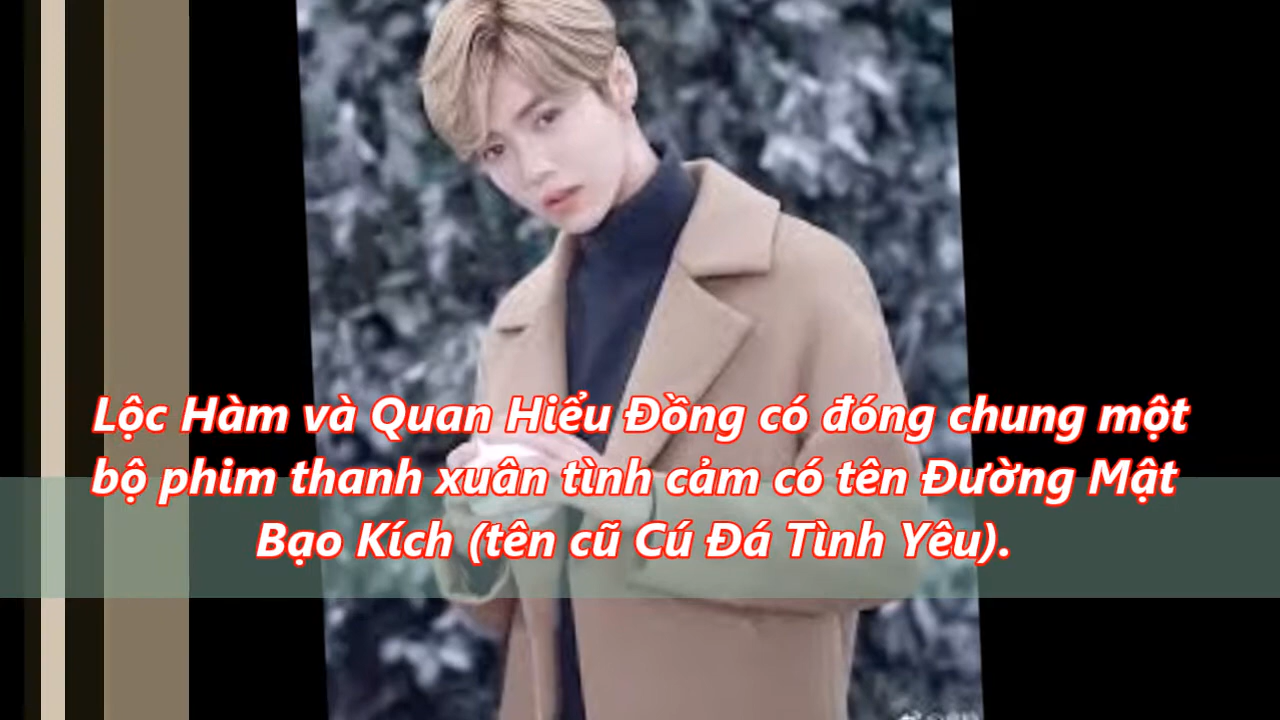 Lộc Hàm và Quan Hiểu Đồng có đóng chung một
bộ phim thanh xuân tình cảm có tên Đường Mật
Bạo Kích (tên cũ Cú Đá Tình Yêu).